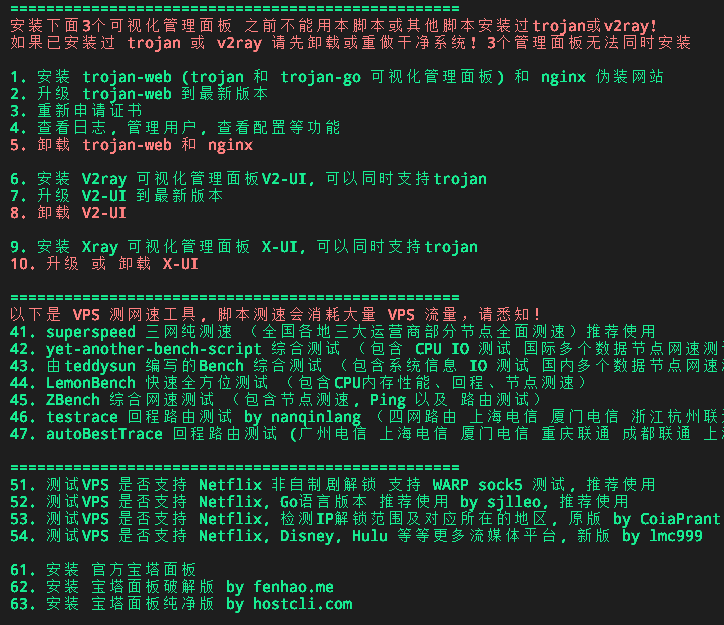 ==================================================
安装下面3个可视化管理面板 之前不能用本脚本或其他脚本安装过trojan或v2ray!
如果已安装过 trojan 或 v2ray 请先卸载或重做干净系统! 3个管理面板无法同时安装
1. 安装 trojan-web (trojan 和 trojan-go 可视化管理面板) 和 nginx 伪装网站
2. 升级 trojan-web 到最新版本
3. 重新申请证书
4. 查看日志, 管理用户, 查看配置等功能
5. 卸载 trojan-web 和 nginx
6. 安装 V2ray 可视化管理面板V2-UI, 可以同时支持trojan
7. 升级 V2-UI 到最新版本
8. 卸载 V2-UI
9. 安装 Xray 可视化管理面板 X-UI, 可以同时支持trojan
10. 升级 或 卸载 X-UI
==================================================
以下是 VPS 测网速工具, 脚本测速会消耗大量 VPS 流量，请悉知！
41. superspeed 三网纯测速 （全国各地三大运营商部分节点全面测速）推荐使用
42. yet-another-bench-script 综合测试 （包含 CPU IO 测试 国际多个数据节点网速测
43. 由teddysun 编写的Bench 综合测试 （包含系统信息 IO 测试 国内多个数据节点网速
44. LemonBench 快速全方位测试 （包含CPU内存性能、回程、节点测速）
45. ZBench 综合网速测试 （包含节点测速, Ping 以及 路由测试）
46. testrace 回程路由测试 by nanqinlang （四网路由 上海电信 厦门电信 浙江杭州联
47. autoBestTrace 回程路由测试 (广州电信 上海电信 厦门电信 重庆联通 成都联通 上
==================================================
51. 测试VPS 是否支持 Netflix 非自制剧解锁 支持 WARP sock5 测试, 推荐使用
52. 测试VPS 是否支持 Netflix, Go语言版本 推荐使用 by sjlleo, 推荐使用
53. 测试VPS 是否支持 Netflix, 检测IP解锁范围及对应所在的地区, 原版 by CoiaPrant
54. 测试VPS 是否支持 Netflix, Disney, Hulu 等等更多流媒体平台, 新版 by lmc999
61. 安装 官方宝塔面板
62. 安装 宝塔面板破解版 by fenhao.me
63. 安装 宝塔面板纯净版 by hostcli.com